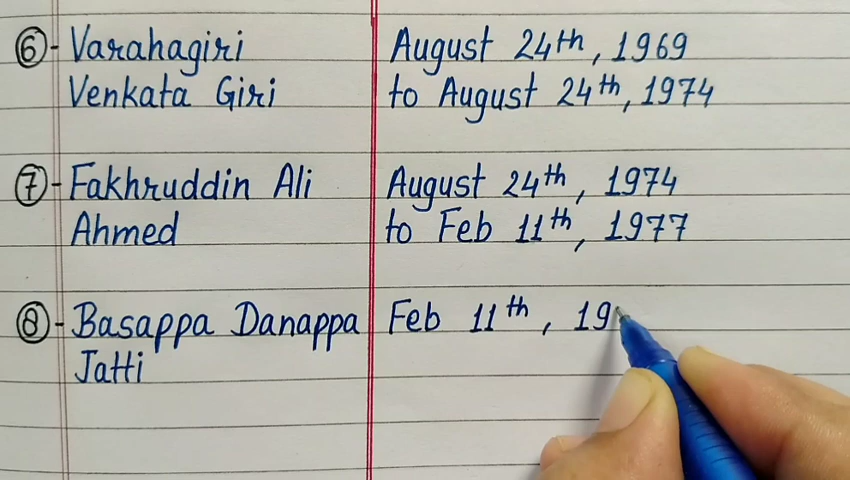 6- Varahagiri August 24th, 1969
Venkata Giri to August 24th, 1974
7- Fakhruddin Ali August 24th, 1974
Ahmed to Feb 11th, 1977
8- Basappa Danappa Feb 11th, 19
Jatti